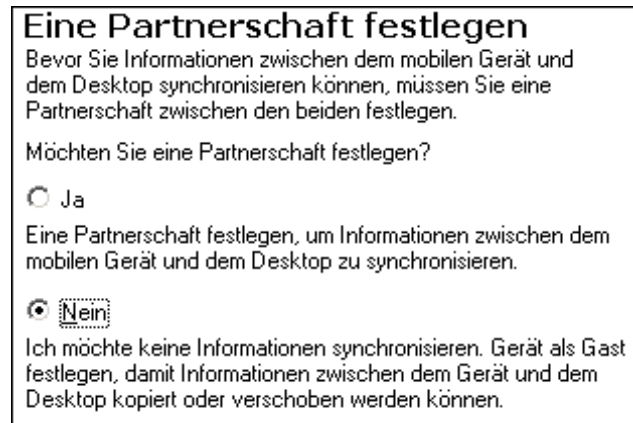 Eine Partnerschaft festlegen
Bevor Sie Informationen zwischen dem mobilen Gerät und
dem Desktop synchronisieren können, müssen Sie eine
Partnerschaft zwischen den beiden festlegen.
Möchten Sie eine Partnerschaft festlegen?
Ja
Eine Partnerschaft festlegen, um Informationen zwischen dem
mobilen Gerät und dem Desktop zu synchronisieren.
Nein
Ich möchte keine Informationen synchronisieren. Gerät als Gast
festlegen, damit Informationen zwischen dem Gerät und dem
Desktop kopiert oder verschoben werden können.